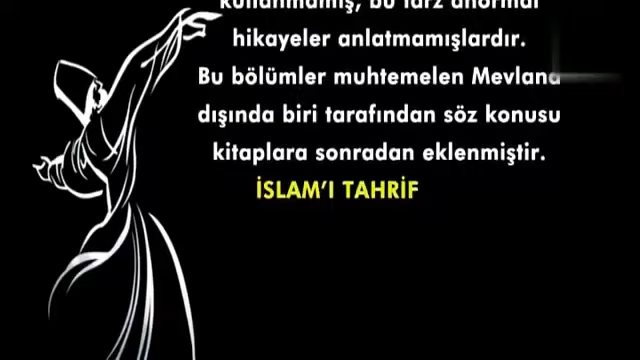 kullanmamış, bu tarz anormal
hikayeler anlatmamışlardır.
Bu bölümler muhtemelen Mevlana
dışında biri tarafından söz konusu
kitaplara sonradan eklenmiştir.
İSLAM’I TAHRİF